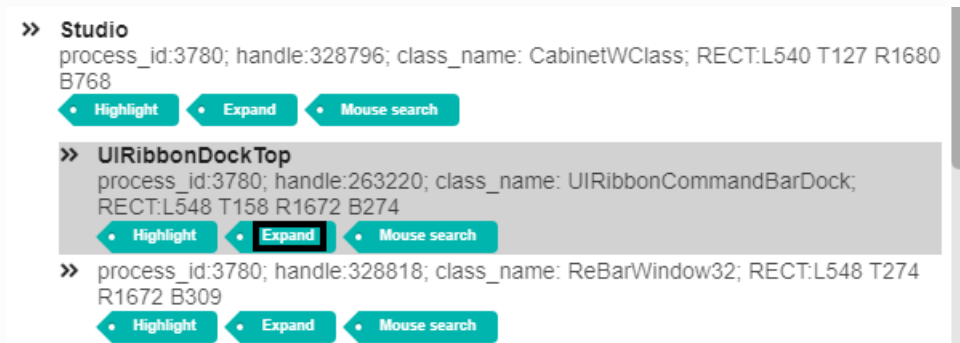 » Studio
process_id:3780; handle:328796; class_name: CabinetWClass; RECT:L540 T127 R1680
B768
Highlight Expand Mouse search
» UIRibbonDockTop
process_id:3780; handle:263220; class_name: UIRibbonCommandBarDock;
RECT:L548 T158 R1672 B274
Highlight Expand Mouse search
» process_id:3780; handle:328818; class_name: ReBarWindow32; RECT:L548 T274
R1672 B309
Highlight Expand Mouse search